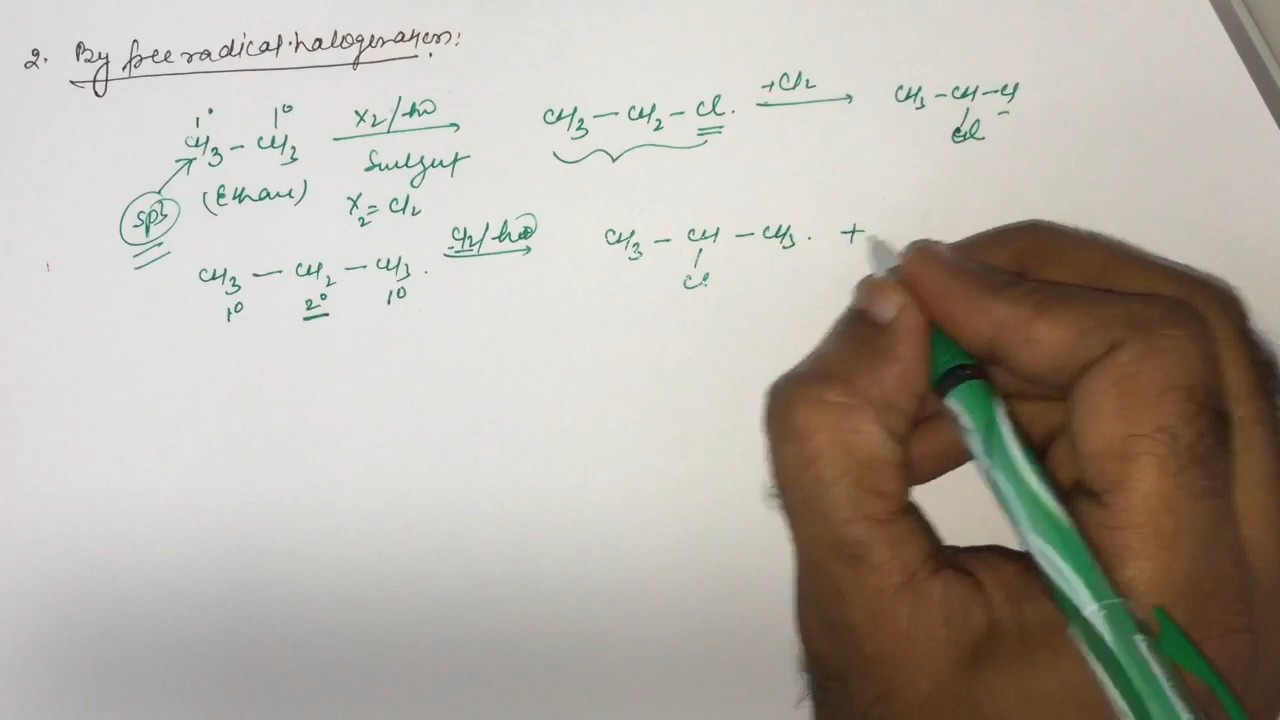 2. By free radical halogenation:
1° 1°
CH3 – CH3 X2/hν CH3 – CH2 – Cl. +Cl2 CH3 – CH – Cl
Cl
Sunlight
sp3 (Ethane) X2 = Cl2
CH3 – CH2 – CH3. Cl2/hν CH3 – CH – CH3. +
1° 2° 1° Cl